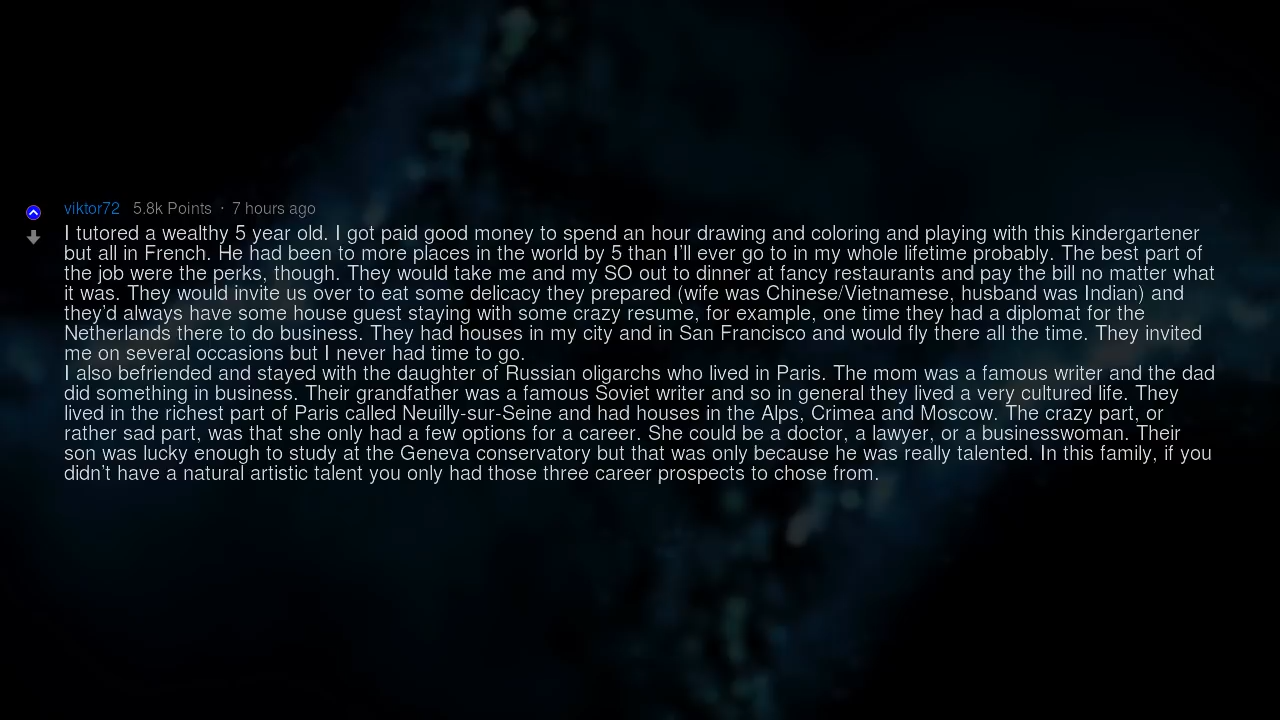 viktor72 5.8k Points · 7 hours ago
I tutored a wealthy 5 year old. I got paid good money to spend an hour drawing and coloring and playing with this kindergartener
but all in French. He had been to more places in the world by 5 than I'll ever go to in my whole lifetime probably. The best part of
the job were the perks, though. They would take me and my SO out to dinner at fancy restaurants and pay the bill no matter what
it was. They would invite us over to eat some delicacy they prepared (wife was Chinese/Vietnamese, husband was Indian) and
they'd always have some house guest staying with some crazy resume, for example, one time they had a diplomat for the
Netherlands there to do business. They had houses in my city and in San Francisco and would fly there all the time. They invited
me on several occasions but I never had time to go.
I also befriended and stayed with the daughter of Russian oligarchs who lived in Paris. The mom was a famous writer and the dad
did something in business. Their grandfather was a famous Soviet writer and so in general they lived a very cultured life. They
lived in the richest part of Paris called Neuilly-sur-Seine and had houses in the Alps, Crimea and Moscow. The crazy part, or
rather sad part, was that she only had a few options for a career. She could be a doctor, a lawyer, or a businesswoman. Their
son was lucky enough to study at the Geneva conservatory but that was only because he was really talented. In this family, if you
didn't have a natural artistic talent you only had those three career prospects to chose from.